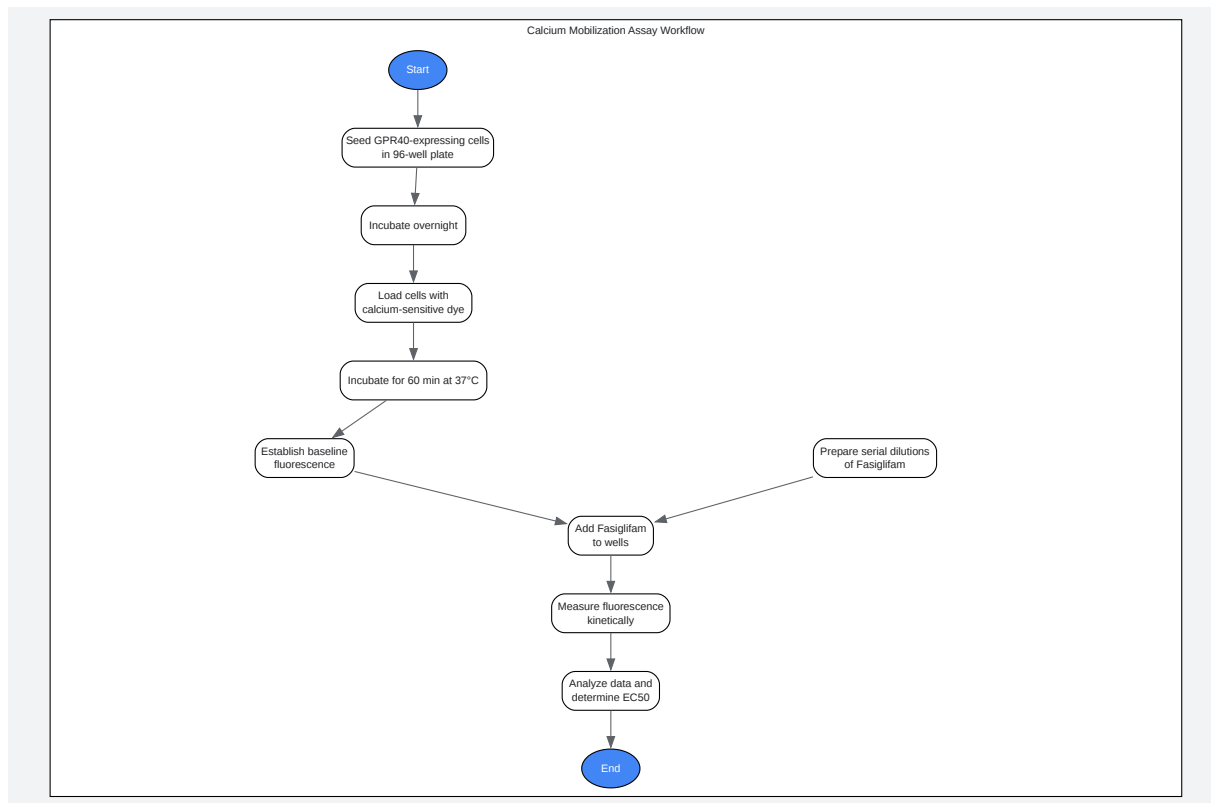 Calcium Mobilization Assay Workflow
Start
Seed GPR40-expressing cells
in 96-well plate
Incubate overnight
Load cells with
calcium-sensitive dye
Incubate for 60 min at 37°C
Establish baseline
fluorescence
Prepare serial dilutions
of Fasiglifam
Add Fasiglifam
to wells
Measure fluorescence
kinetically
Analyze data and
determine EC50
End